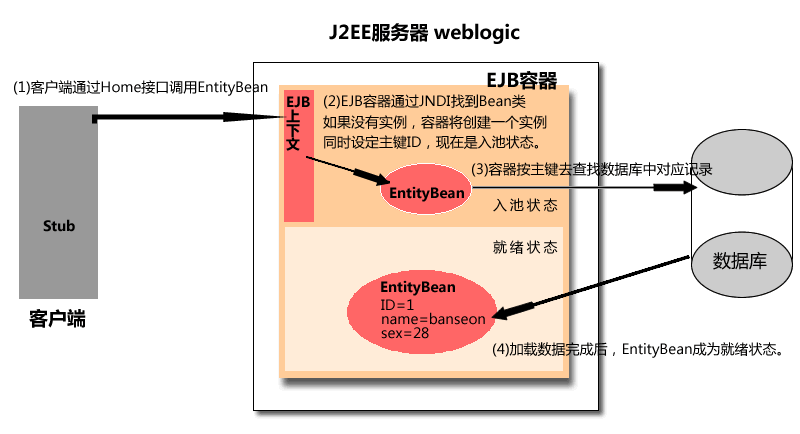 J2EE服务器 weblogic
EJB容器
(1)客户端通过Home接口调用EntityBean
EJB
上
下
文
(2)EJB容器通过JNDI找到Bean类
如果没有实例，容器将创建一个实例
同时设定主键ID，现在是入池状态。
(3)容器按主键去查找数据库中对应记录
EntityBean
入池状态
Stub
就绪状态
数据库
EntityBean
ID=1
name=banseon
sex=28
客户端
(4)加载数据完成后，EntityBean成为就绪状态。